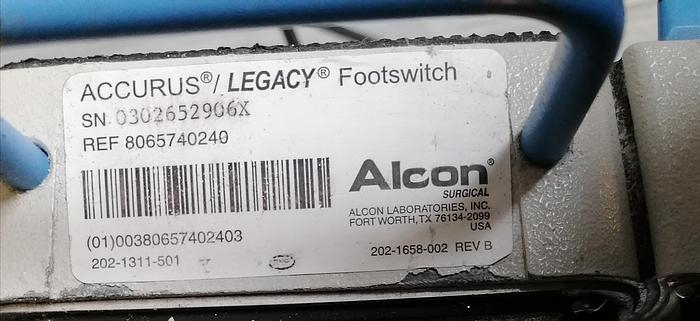 ACCURUS®/ LEGACY® Footswitch
SN 0302652906X
REF 8065740240
Alcon®
SURGICAL
ALCON LABORATORIES, INC.
FORT WORTH, TX 76134-2099
USA
(01)00380657402403
202-1311-501
202-1658-002 REV B